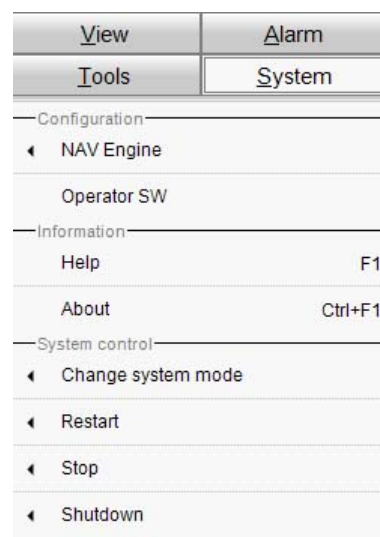 View Alarm
Tools System
Configuration
NAV Engine
Operator SW
Information
Help F1
About Ctrl+F1
System control
Change system mode
Restart
Stop
Shutdown